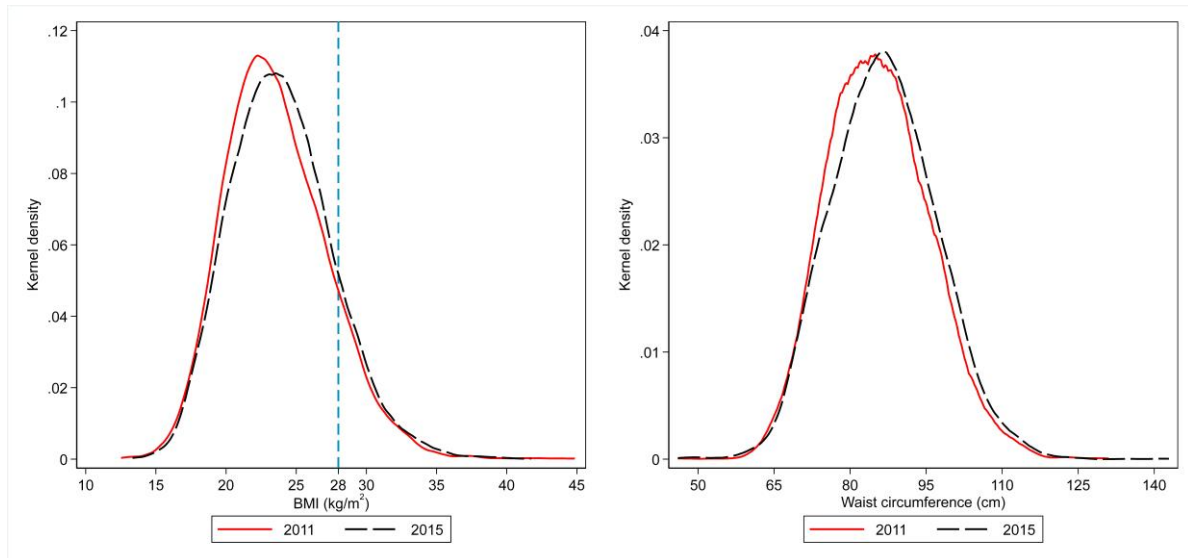 .12
.1
.08
.06
.04
.02
0
Kernel density
10 15 20 25 28 30 35 40 45
BMI (kg/m²)
2011 2015
.04
.03
.02
.01
0
Kernel density
50 65 80 95 110 125 140
Waist circumference (cm)
2011 2015